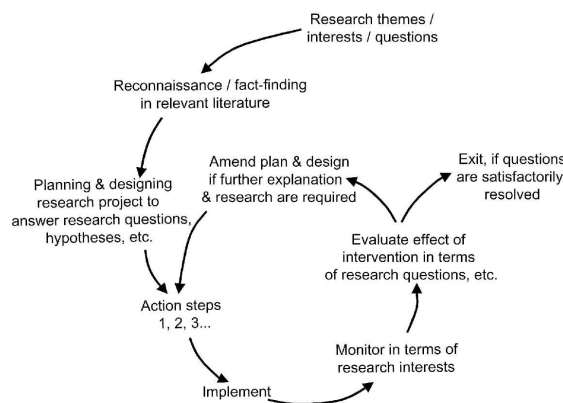 Research themes /
interests / questions
Reconnaissance / fact-finding
in relevant literature
Planning & designing
research project to
answer research questions,
hypotheses, etc.
Amend plan & design
if further explanation
& research are required
Exit, if questions
are satisfactorily
resolved
Evaluate effect of
intervention in terms
of research questions, etc.
Action steps
1, 2, 3...
Monitor in terms of
research interests
Implement